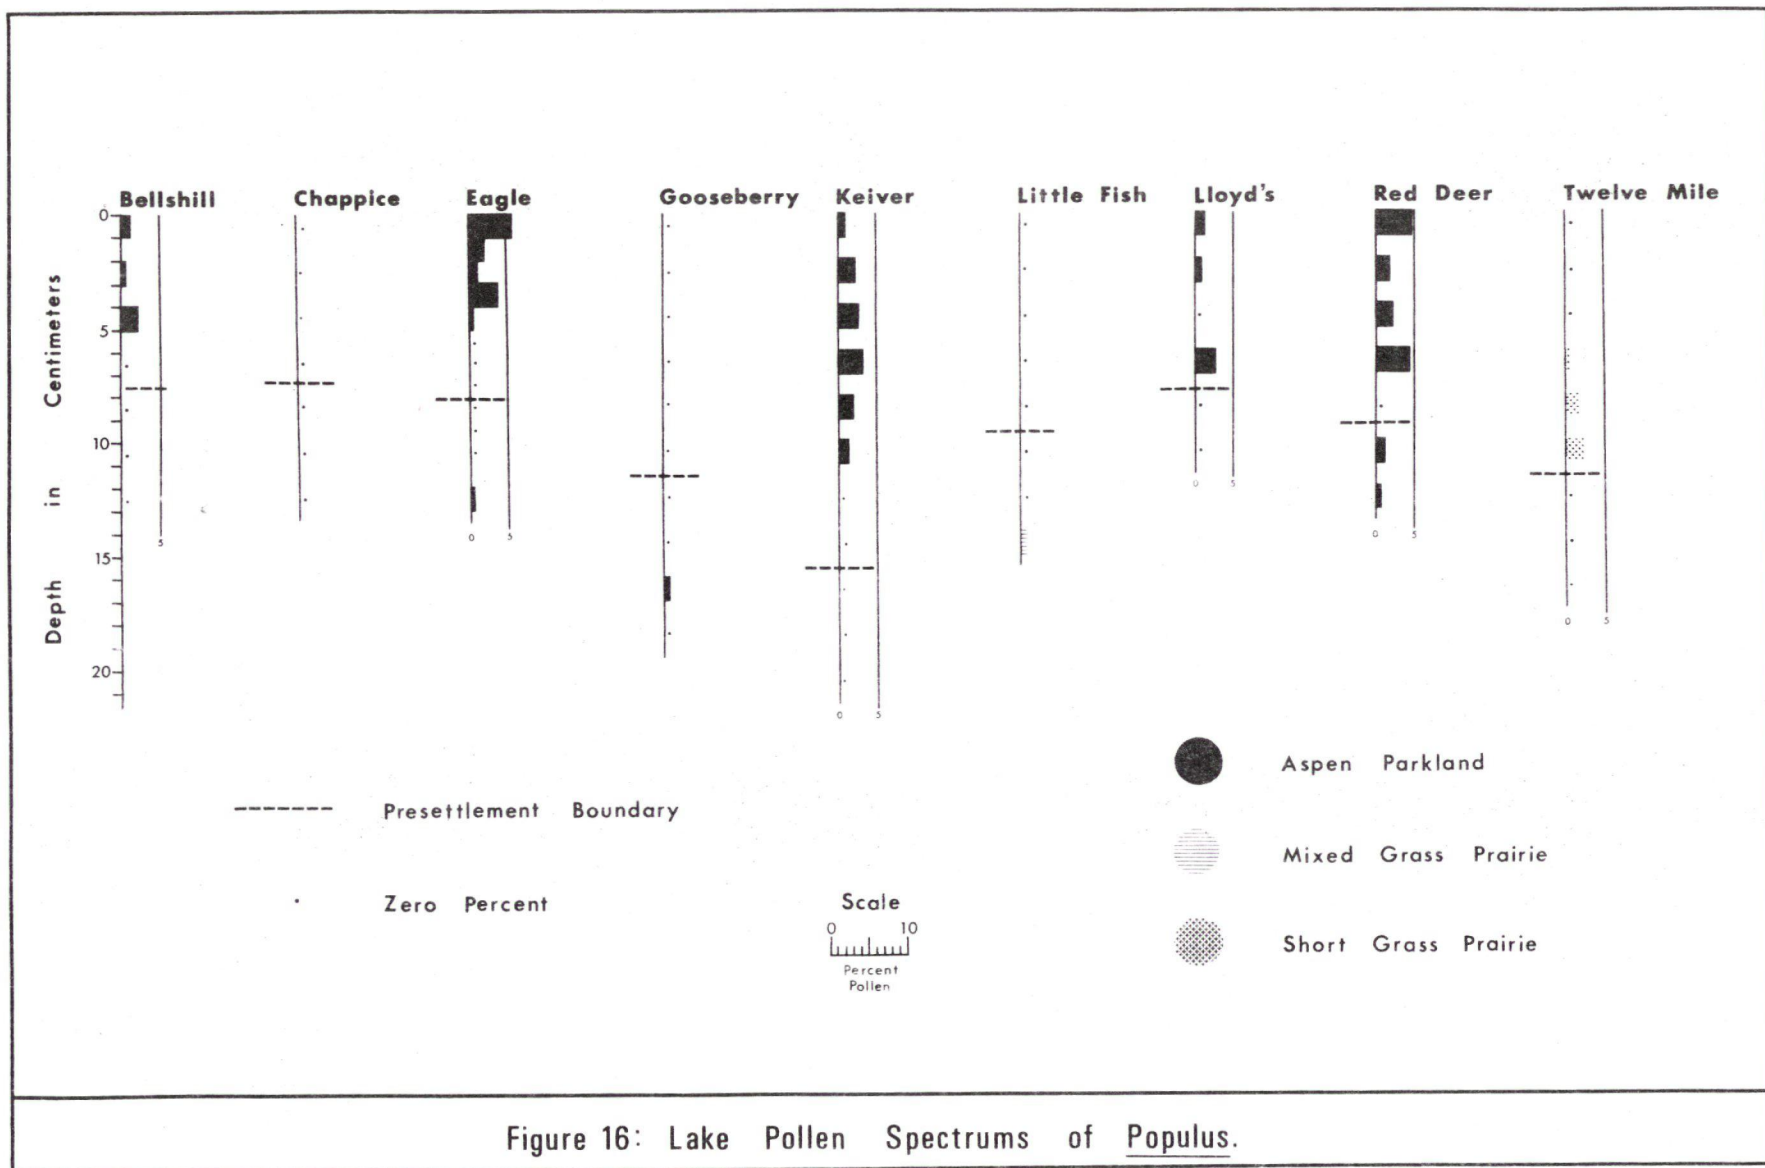 Bellshill Chappice Eagle Gooseberry Keiver Little Fish Lloyd's Red Deer Twelve Mile
0
5
10
15
20
Depth in Centimeters
5
0 5
0 5
0 5
0 5
0 5
Presettlement Boundary
Zero Percent
Scale
0 10
Percent
Pollen
Aspen Parkland
Mixed Grass Prairie
Short Grass Prairie
Figure 16: Lake Pollen Spectrums of Populus.